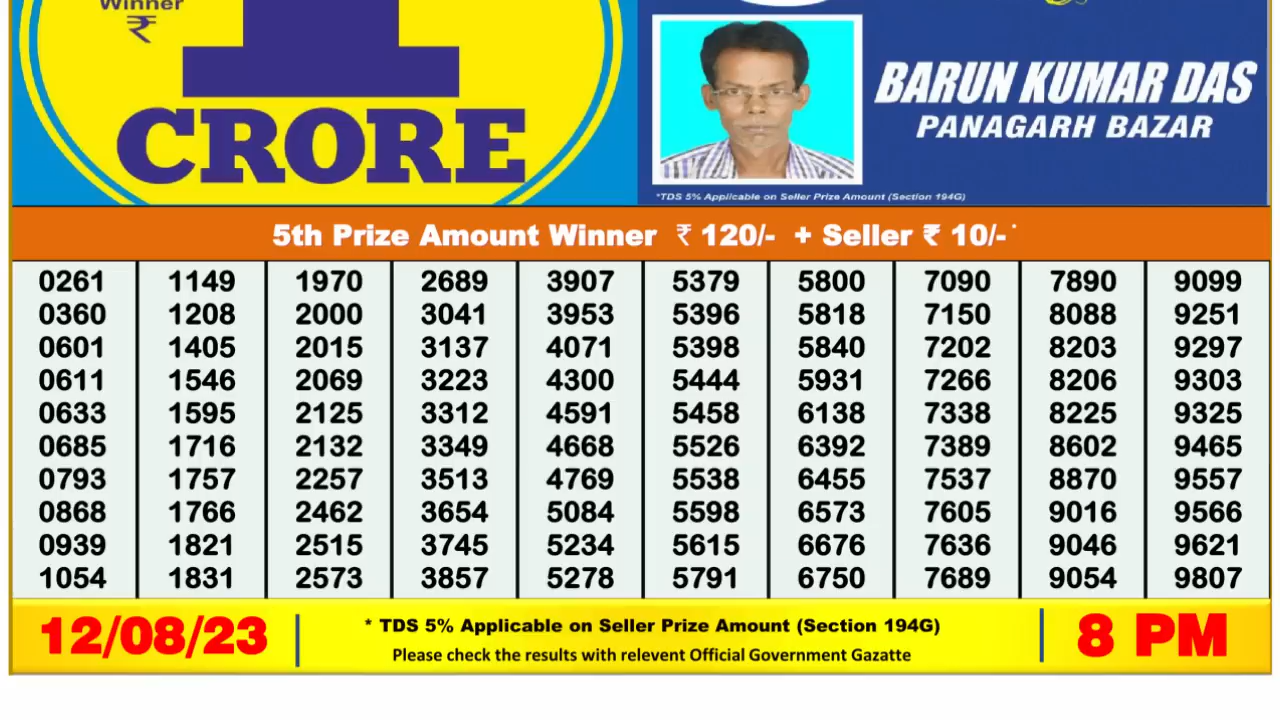 Winner
₹
1
CRORE
BARUN KUMAR DAS
PANAGARH BAZAR
*TDS 5% Applicable on Seller Prize Amount (Section 194G)
5th Prize Amount Winner ₹ 120/- + Seller ₹ 10/-*
0261 1149 1970 2689 3907 5379 5800 7090 7890 9099
0360 1208 2000 3041 3953 5396 5818 7150 8088 9251
0601 1405 2015 3137 4071 5398 5840 7202 8203 9297
0611 1546 2069 3223 4300 5444 5931 7266 8206 9303
0633 1595 2125 3312 4591 5458 6138 7338 8225 9325
0685 1716 2132 3349 4668 5526 6392 7389 8602 9465
0793 1757 2257 3513 4769 5538 6455 7537 8870 9557
0868 1766 2462 3654 5084 5598 6573 7605 9016 9566
0939 1821 2515 3745 5234 5615 6676 7636 9046 9621
1054 1831 2573 3857 5278 5791 6750 7689 9054 9807
12/08/23
* TDS 5% Applicable on Seller Prize Amount (Section 194G)
Please check the results with relevent Official Government Gazatte
8 PM